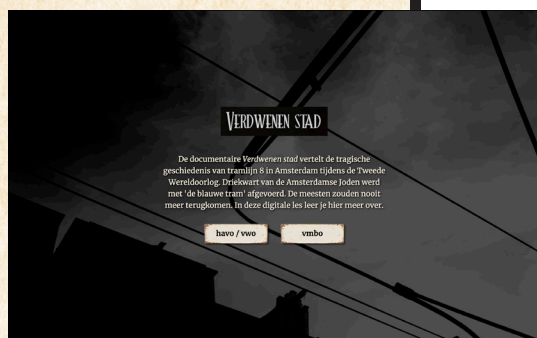 VERDWENEN STAD
De documentaire Verdwenen stad vertelt de tragische
geschiedenis van tramlijn 8 in Amsterdam tijdens de Tweede
Wereldoorlog. Driekwart van de Amsterdamse Joden werd
met 'de blauwe tram' afgevoerd. De meesten zouden nooit
meer terugkomen. In deze digitale les leer je hier meer over.
havo / vwo
vmbo